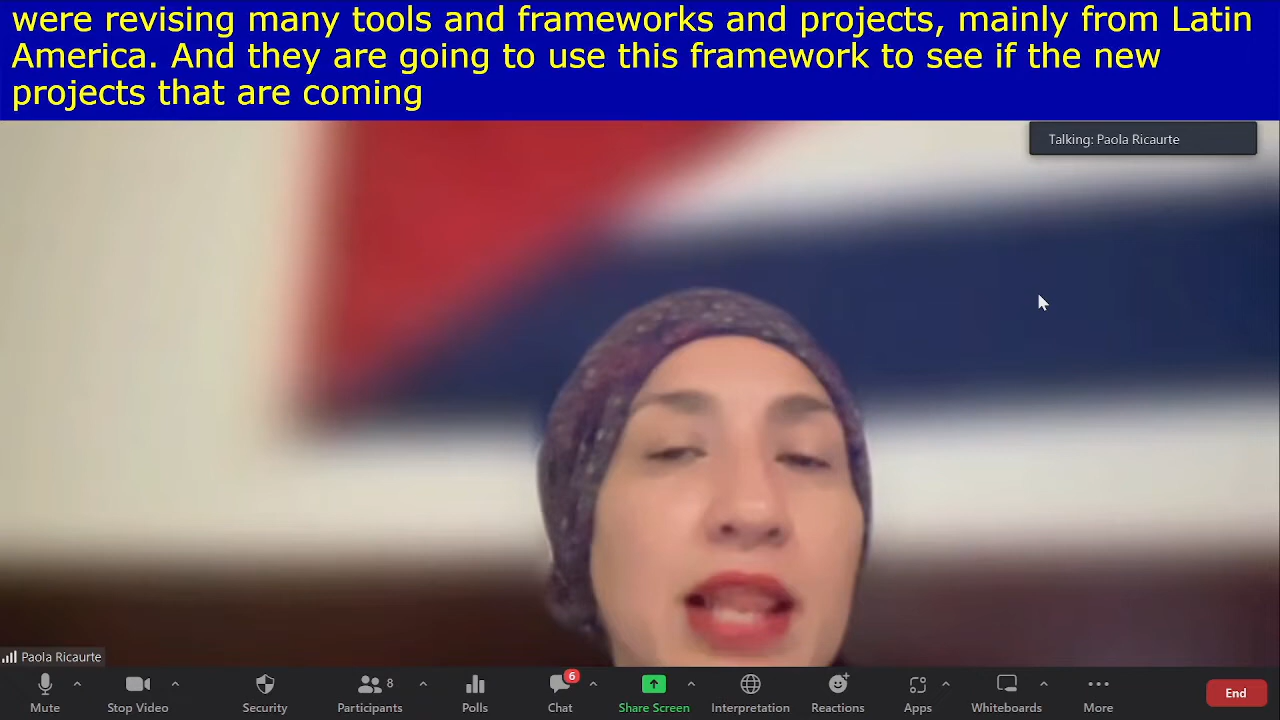 were revising many tools and frameworks and projects, mainly from Latin
America. And they are going to use this framework to see if the new
projects that are coming
Talking: Paola Ricaurte
Paola Ricaurte
Mute
Stop Video
Security
8
Participants
Polls
6
Chat
Share Screen
Interpretation
Reactions
Apps
Whiteboards
More
End